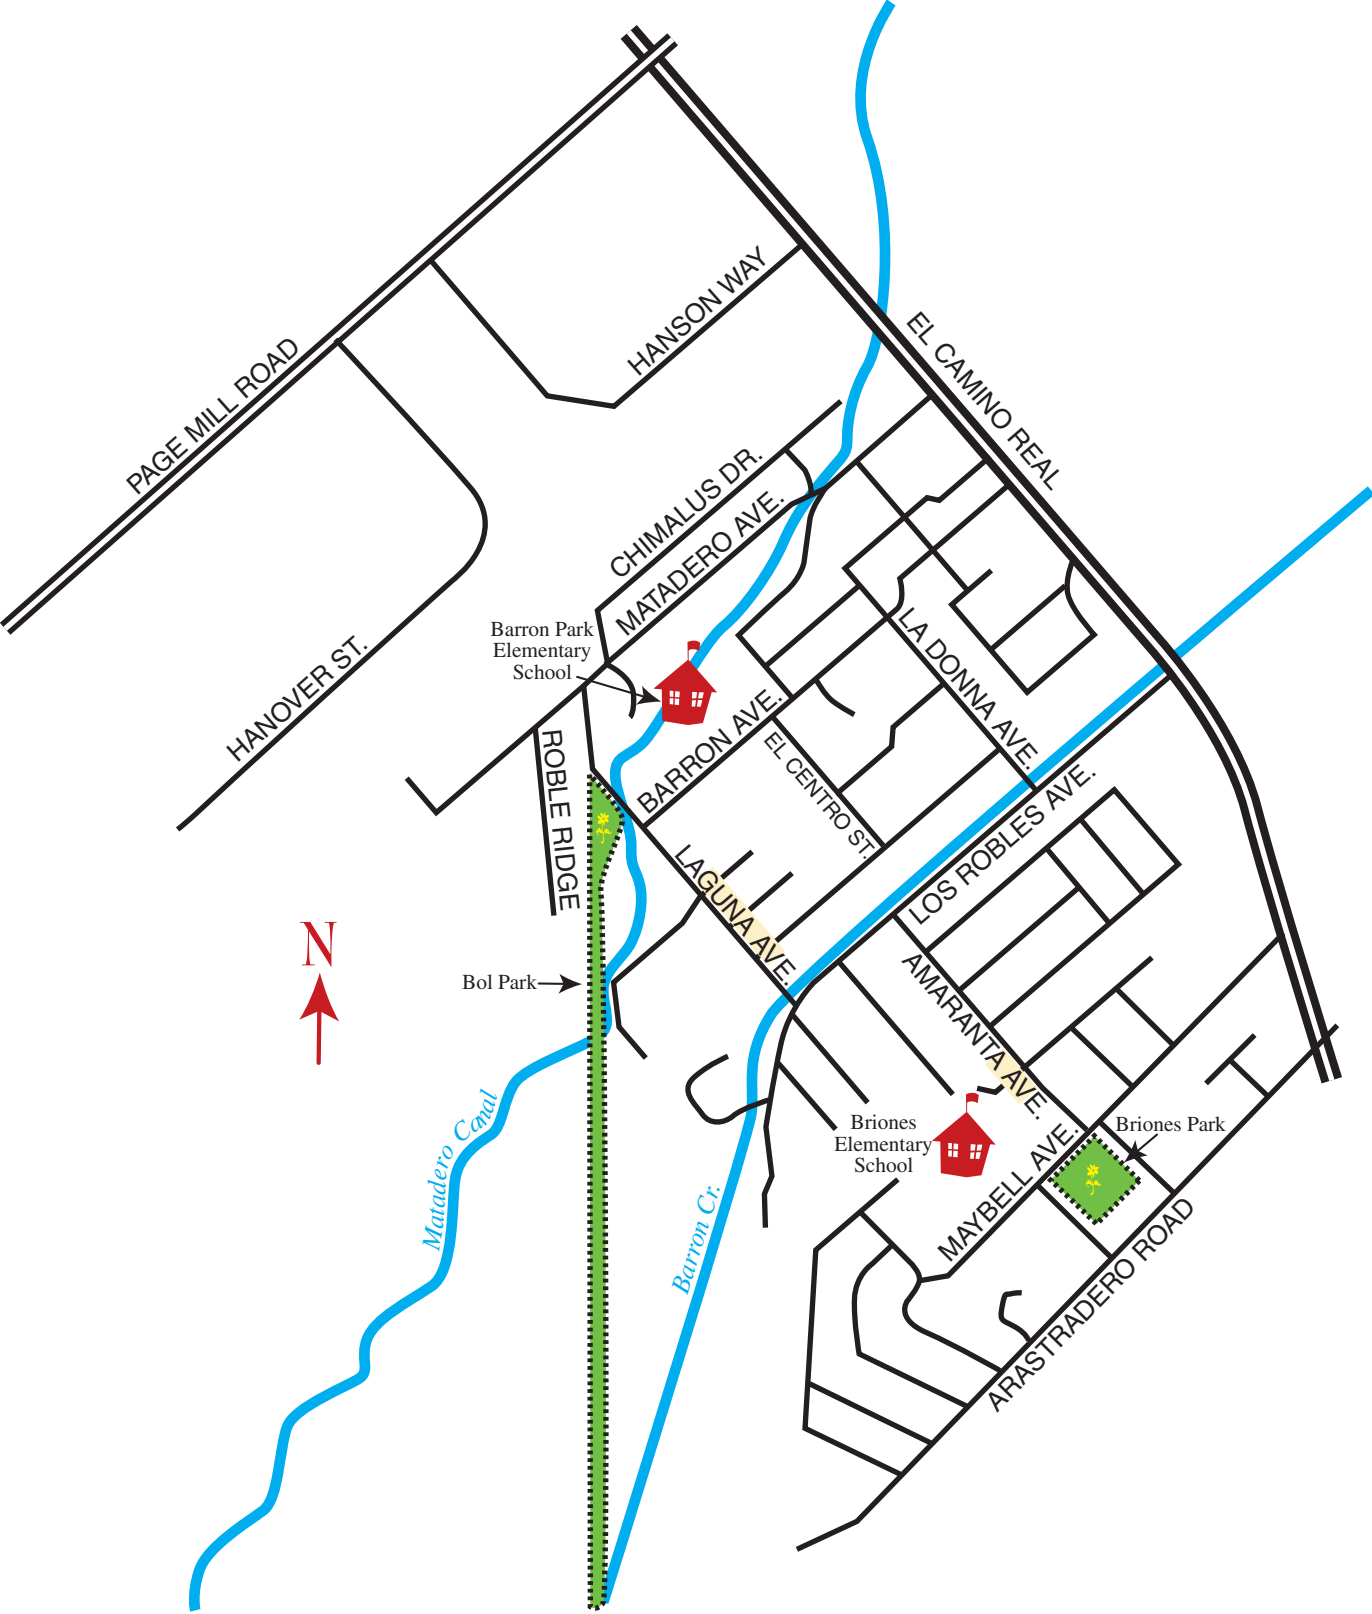 PAGE MILL ROAD
HANSON WAY
EL CAMINO REAL
CHIMALUS DR.
MATADERO AVE.
Barron Park
Elementary
School
HANOVER ST.
LA DONNA AVE.
BARRON AVE.
EL CENTRO ST.
ROBLE RIDGE
LOS ROBLES AVE.
LAGUNA AVE.
N
Bol Park
AMARANTA AVE.
Matadero Canal
Briones
Elementary
School
Briones Park
MAYBELL AVE.
Barron Cr.
ARASTRADERO ROAD